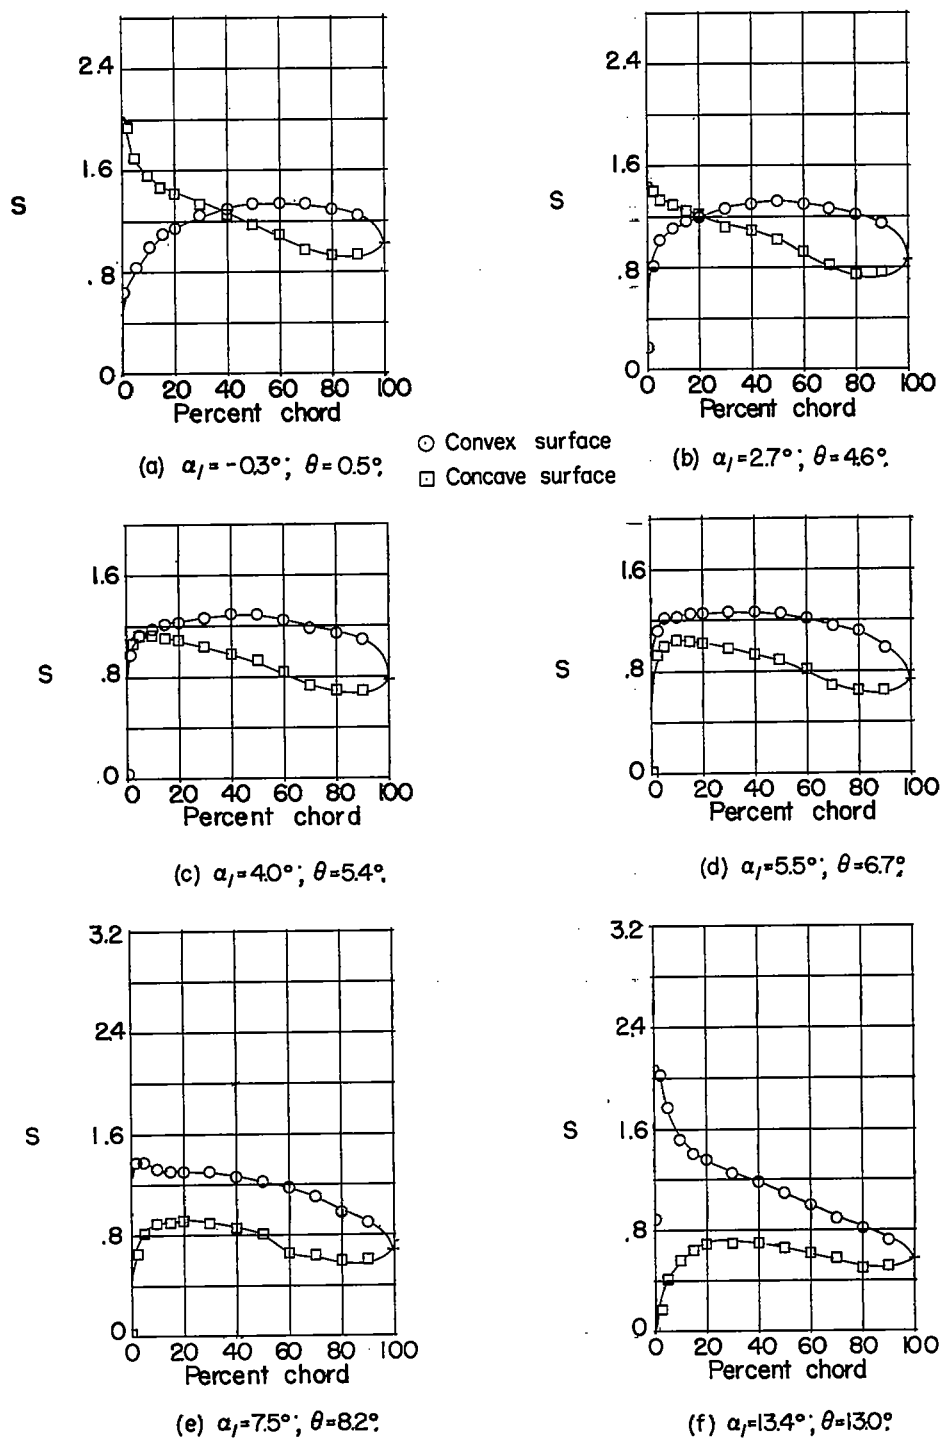 2.4
1.6
S
.8
0
0 20 40 60 80 100
Percent chord
(a) α₁ = -0.3°; θ = 0.5°.
2.4
1.6
S
.8
0
0 20 40 60 80 100
Percent chord
(b) α₁ = 2.7°; θ = 4.6°.
Convex surface
Concave surface
1.6
S
.8
.0
0 20 40 60 80 100
Percent chord
(c) α₁ = 4.0°; θ = 5.4°.
1.6
S
.8
0
0 20 40 60 80 100
Percent chord
(d) α₁ = 5.5°; θ = 6.7°.
3.2
2.4
1.6
S
.8
0
0 20 40 60 80 100
Percent chord
(e) α₁ = 7.5°; θ = 8.2°.
3.2
2.4
1.6
S
.8
0
0 20 40 60 80 100
Percent chord
(f) α₁ = 13.4°; θ = 13.0°.